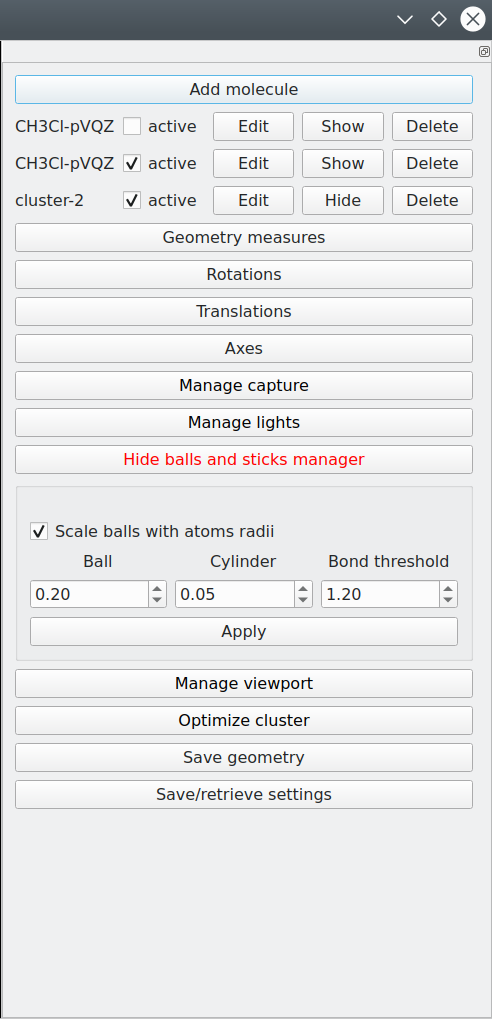 Add molecule
CH3Cl-pVQZ active Edit Show Delete
CH3Cl-pVQZ active Edit Show Delete
cluster-2 active Edit Hide Delete
Geometry measures
Rotations
Translations
Axes
Manage capture
Manage lights
Hide balls and sticks manager
Scale balls with atoms radii
Ball Cylinder Bond threshold
0.20 0.05 1.20
Apply
Manage viewport
Optimize cluster
Save geometry
Save/retrieve settings